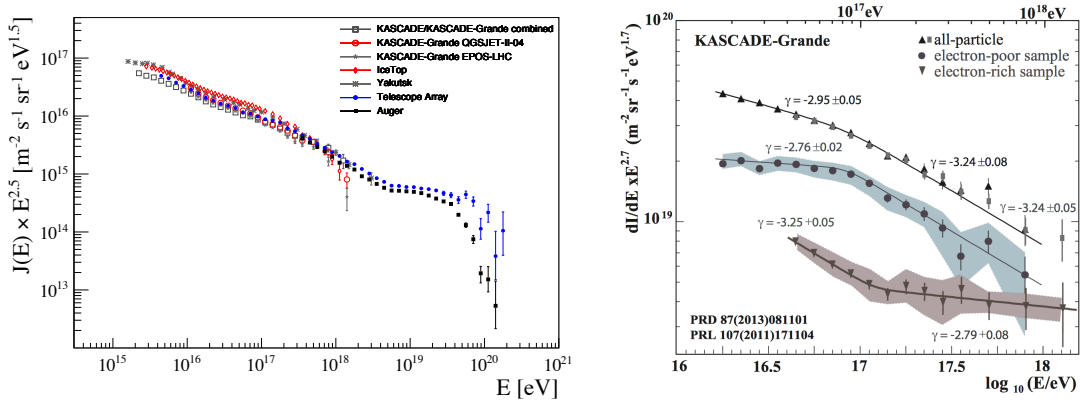 KASCADE/KASCADE-Grande combined
KASCADE-Grande QGSJET-II-04
KASCADE-Grande EPOS-LHC
IceTop
Yakutsk
Telescope Array
Auger
J(E) × E^2.5 [m^-2 s^-1 sr^-1 eV^1.5]
10^17
10^16
10^15
10^14
10^13
10^15
10^16
10^17
10^18
10^19
10^20
10^21
E [eV]
10^17eV
10^18eV
10^20
10^19
dI/dE xE^2.7 (m^-2 sr^-1 s^-1 eV^1.7)
KASCADE-Grande
all-particle
electron-poor sample
electron-rich sample
γ = -2.95±0.05
γ = -2.76 ±0.02
γ = -3.24±0.08
γ = -3.24±0.05
γ = -3.25±0.05
γ = -2.79±0.08
PRD 87(2013)081101
PRL 107(2011)171104
16
16.5
17
17.5
18
log 10 (E/eV)